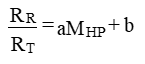 R_R/R_T = aM_HP + b